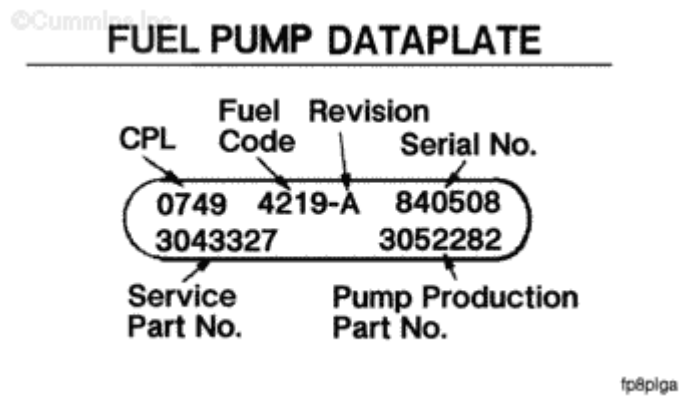 ©Cummins Inc
FUEL PUMP DATAPLATE
Fuel Revision
CPL Code Serial No.
0749 4219-A 840508
3043327 3052282
Service Pump Production
Part No. Part No.
fp8plga